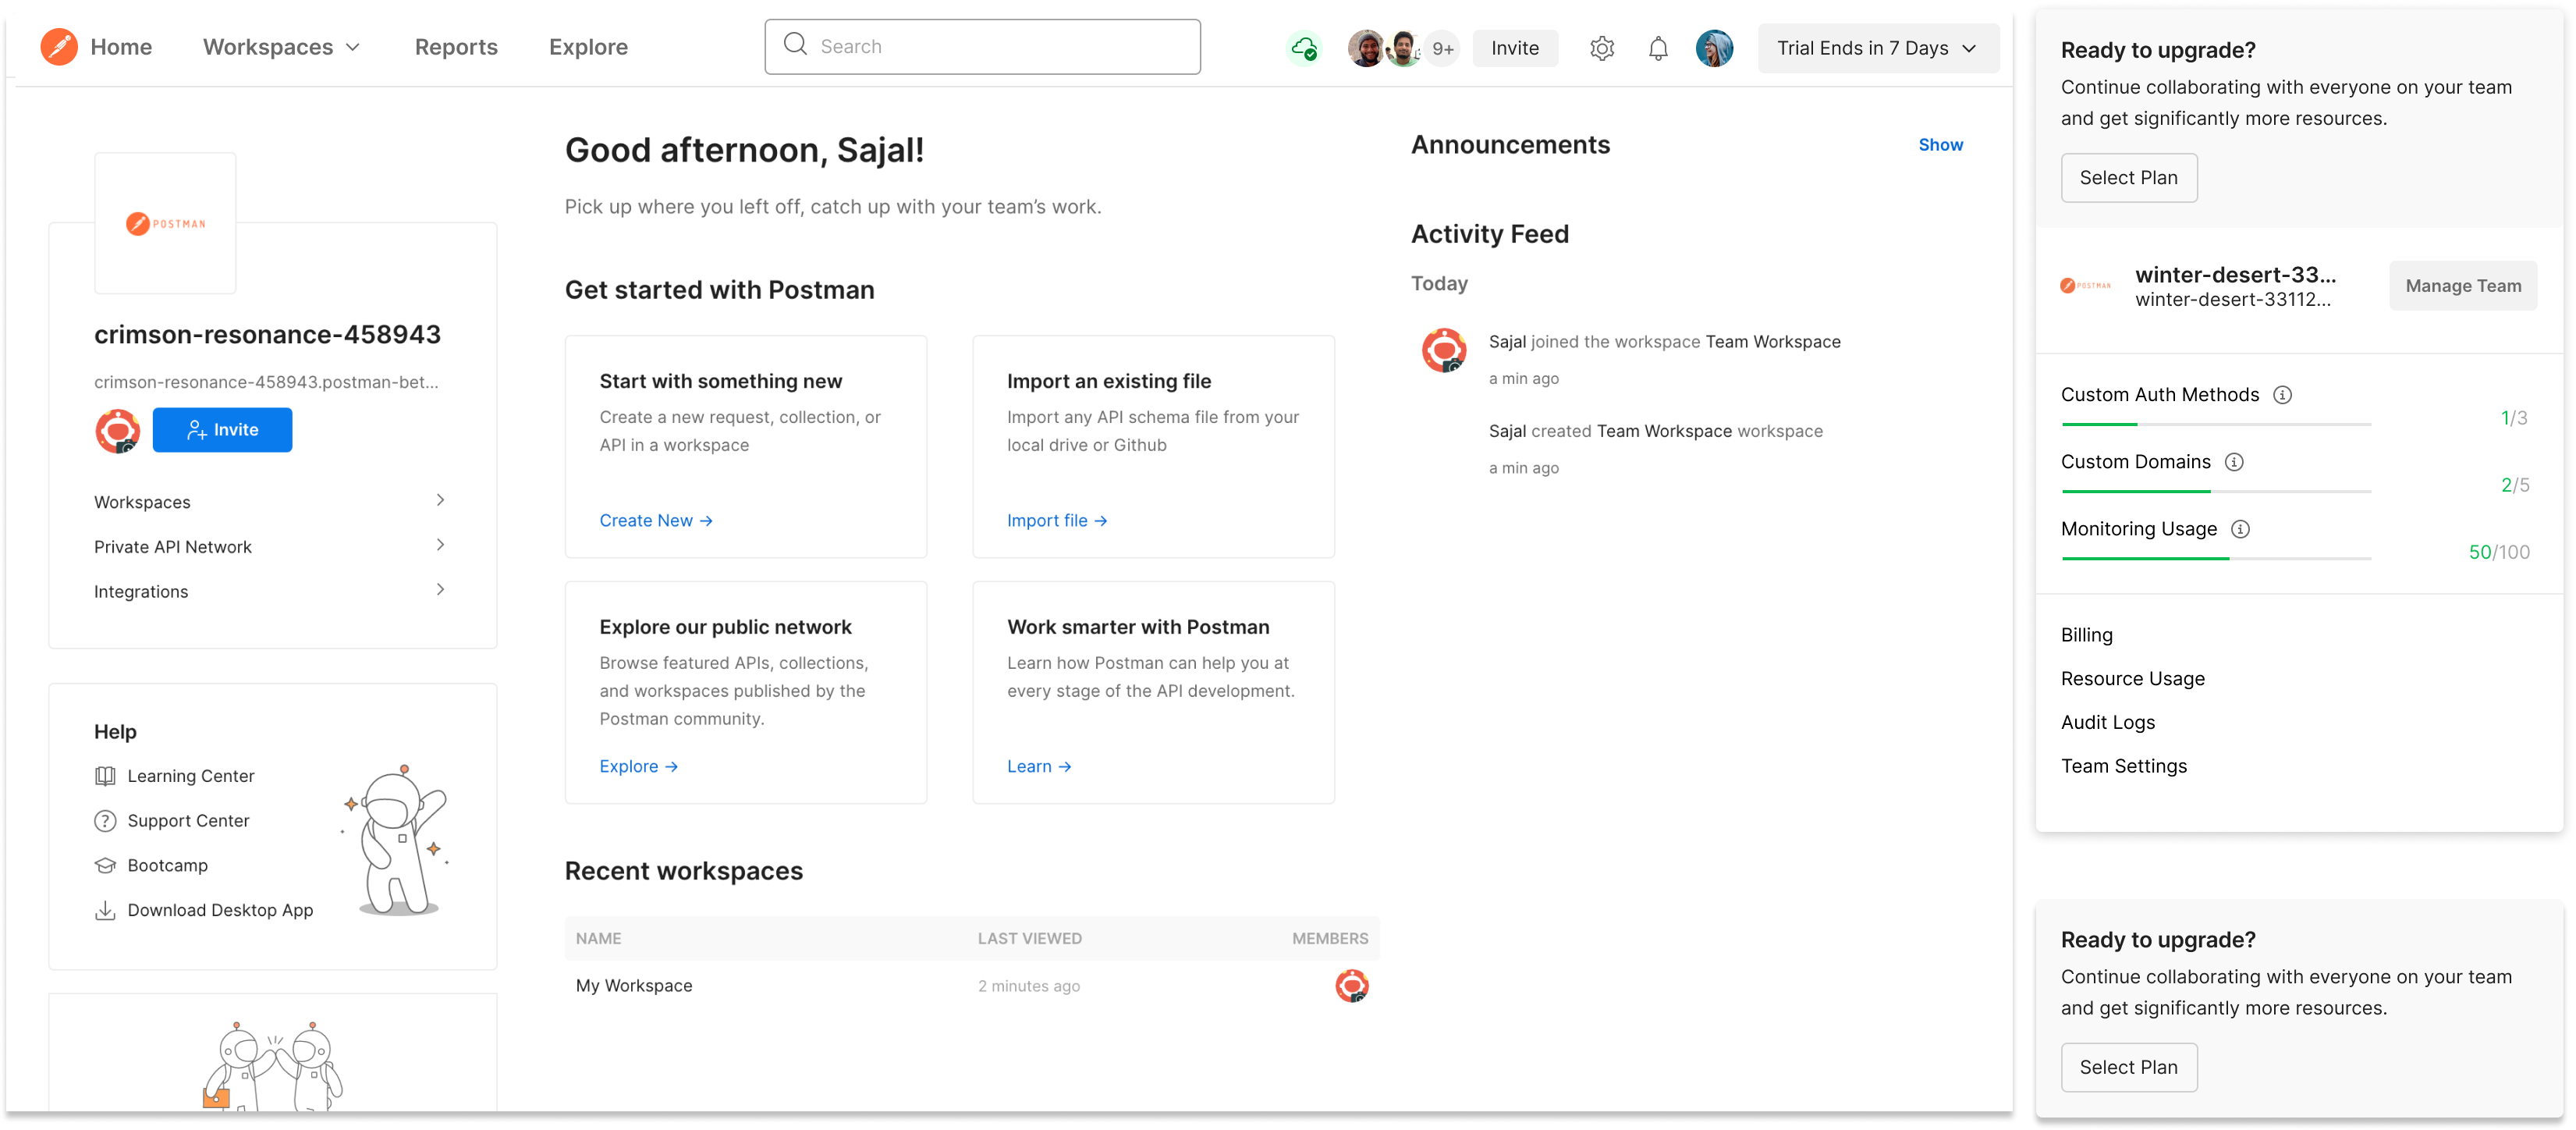 Home
Workspaces
Reports
Explore
Search
9+
Invite
Trial Ends in 7 Days
POSTMAN
crimson-resonance-458943
crimson-resonance-458943.postman-bet...
Invite
Workspaces
Private API Network
Integrations
Help
Learning Center
Support Center
Bootcamp
Download Desktop App
Good afternoon, Sajal!
Pick up where you left off, catch up with your team’s work.
Get started with Postman
Start with something new
Create a new request, collection, or
API in a workspace
Create New →
Import an existing file
Import any API schema file from your
local drive or Github
Import file →
Explore our public network
Browse featured APIs, collections,
and workspaces published by the
Postman community.
Explore →
Work smarter with Postman
Learn how Postman can help you at
every stage of the API development.
Learn →
Recent workspaces
NAME LAST VIEWED MEMBERS
My Workspace 2 minutes ago
Announcements
Show
Activity Feed
Today
Sajal joined the workspace Team Workspace
a min ago
Sajal created Team Workspace workspace
a min ago
Ready to upgrade?
Continue collaborating with everyone on your team
and get significantly more resources.
Select Plan
POSTMAN
winter-desert-33...
winter-desert-33112...
Manage Team
Custom Auth Methods
1/3
Custom Domains
2/5
Monitoring Usage
50/100
Billing
Resource Usage
Audit Logs
Team Settings
Ready to upgrade?
Continue collaborating with everyone on your team
and get significantly more resources.
Select Plan